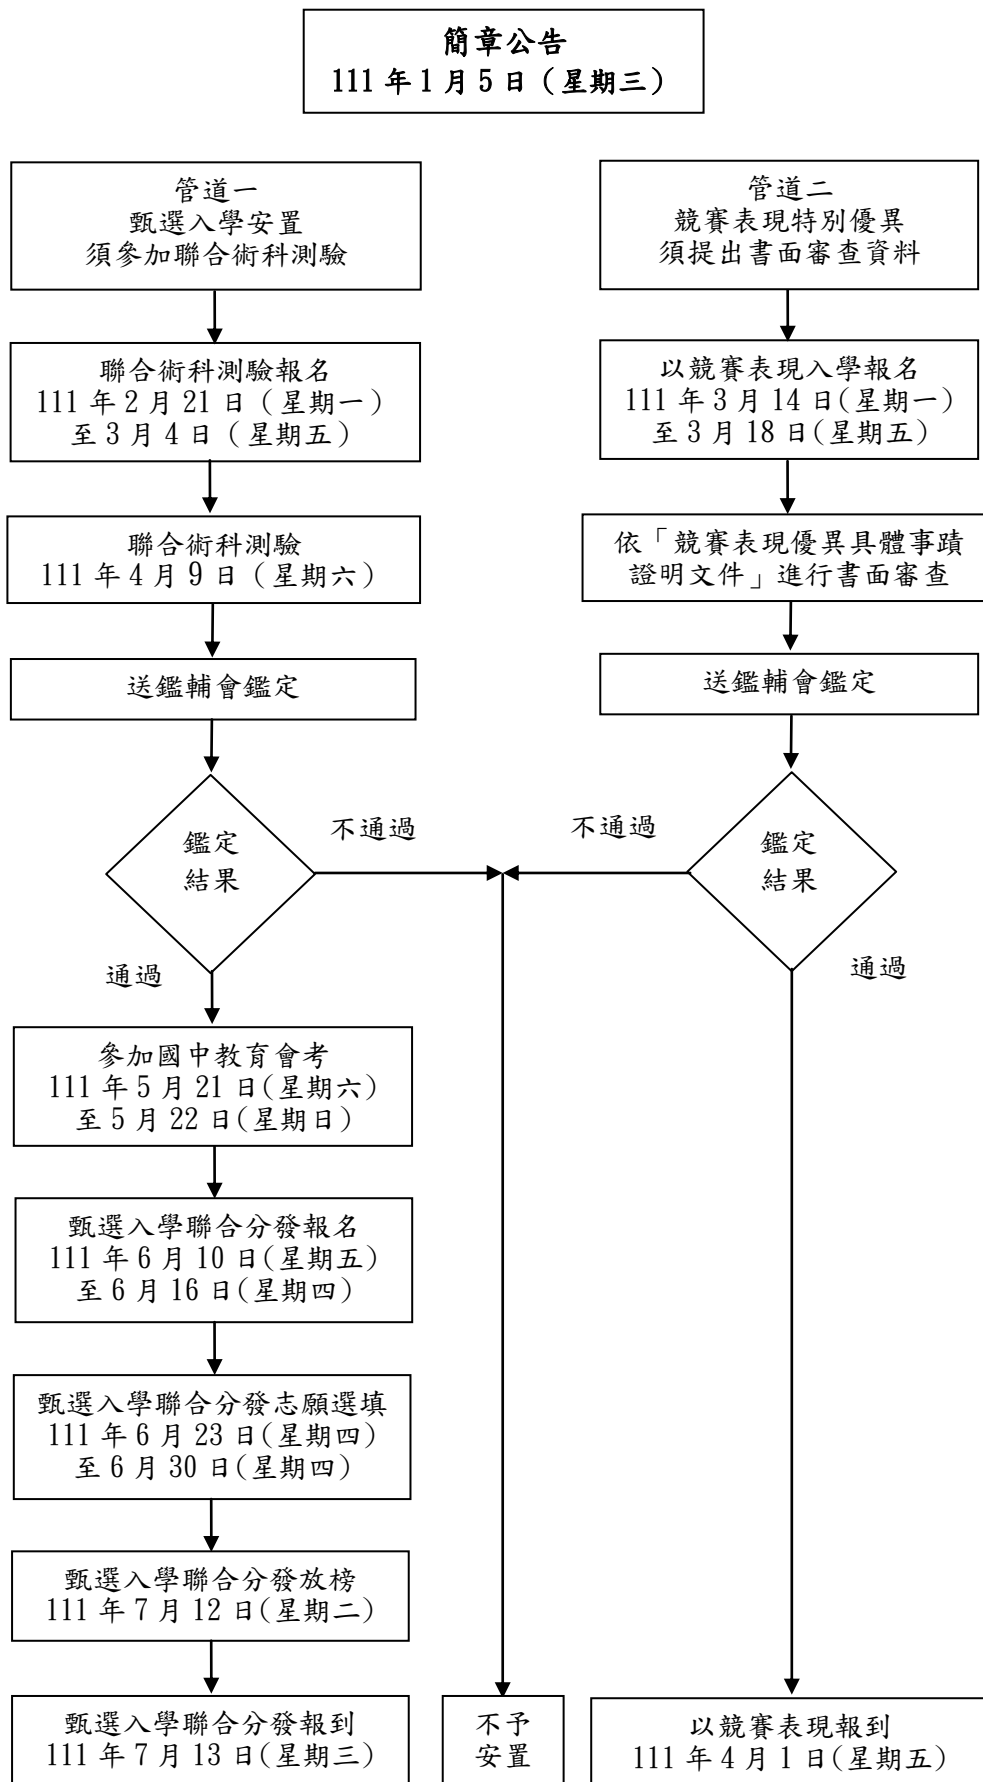 簡章公告
111 年 1 月 5 日（星期三）
管道一
甄選入學安置
須參加聯合術科測驗
聯合術科測驗報名
111 年 2 月 21 日（星期一）
至 3 月 4 日（星期五）
聯合術科測驗
111 年 4 月 9 日（星期六）
送鑑輔會鑑定
鑑定
結果
不通過
通過
參加國中教育會考
111 年 5 月 21 日(星期六)
至 5 月 22 日(星期日)
甄選入學聯合分發報名
111 年 6 月 10 日(星期五)
至 6 月 16 日(星期四)
甄選入學聯合分發志願選填
111 年 6 月 23 日(星期四)
至 6 月 30 日(星期四)
甄選入學聯合分發放榜
111 年 7 月 12 日(星期二)
甄選入學聯合分發報到
111 年 7 月 13 日(星期三)
管道二
競賽表現特別優異
須提出書面審查資料
以競賽表現入學報名
111 年 3 月 14 日(星期一)
至 3 月 18 日(星期五)
依「競賽表現優異具體事蹟
證明文件」進行書面審查
送鑑輔會鑑定
鑑定
結果
不通過
通過
不予
安置
以競賽表現報到
111 年 4 月 1 日(星期五)